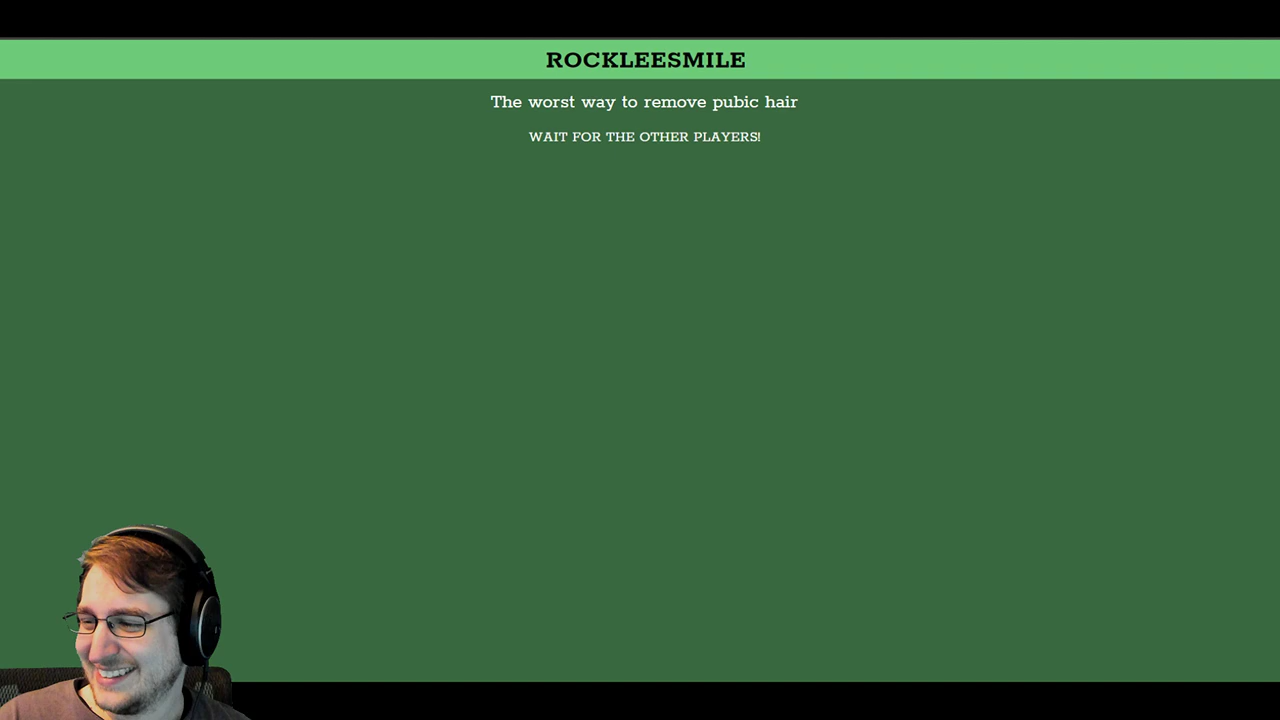 ROCKLEESMILE
The worst way to remove pubic hair
WAIT FOR THE OTHER PLAYERS!